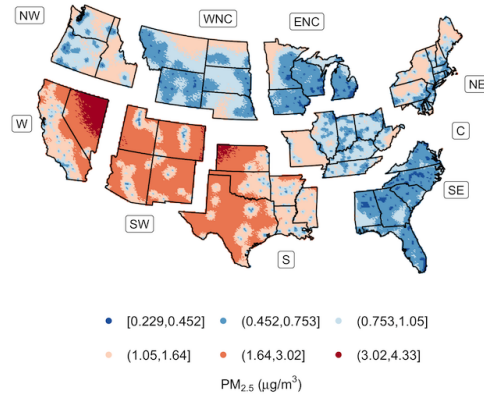 NW
WNC
ENC
NE
W
C
SE
SW
S
[0.229,0.452] (0.452,0.753] (0.753,1.05]
(1.05,1.64] (1.64,3.02] (3.02,4.33]
PM2.5 (μg/m³)